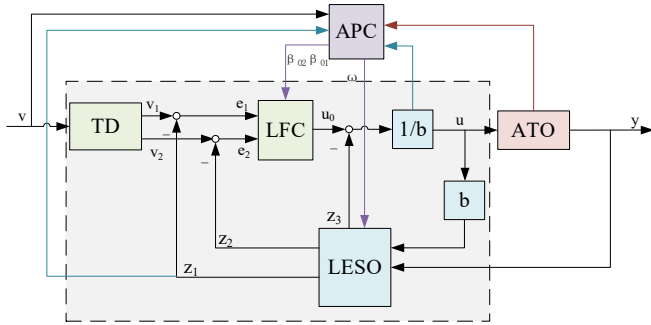 APC
β02 β01
ω
v
TD
v1
v2
e1
e2
LFC
u0
1/b
u
ATO
y
b
z3
z2
z1
LESO